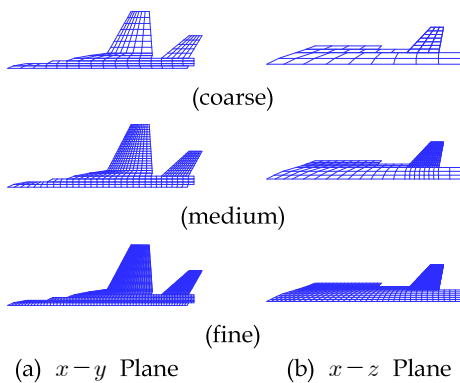 (coarse)
(medium)
(fine)
(a) x−y Plane
(b) x−z Plane